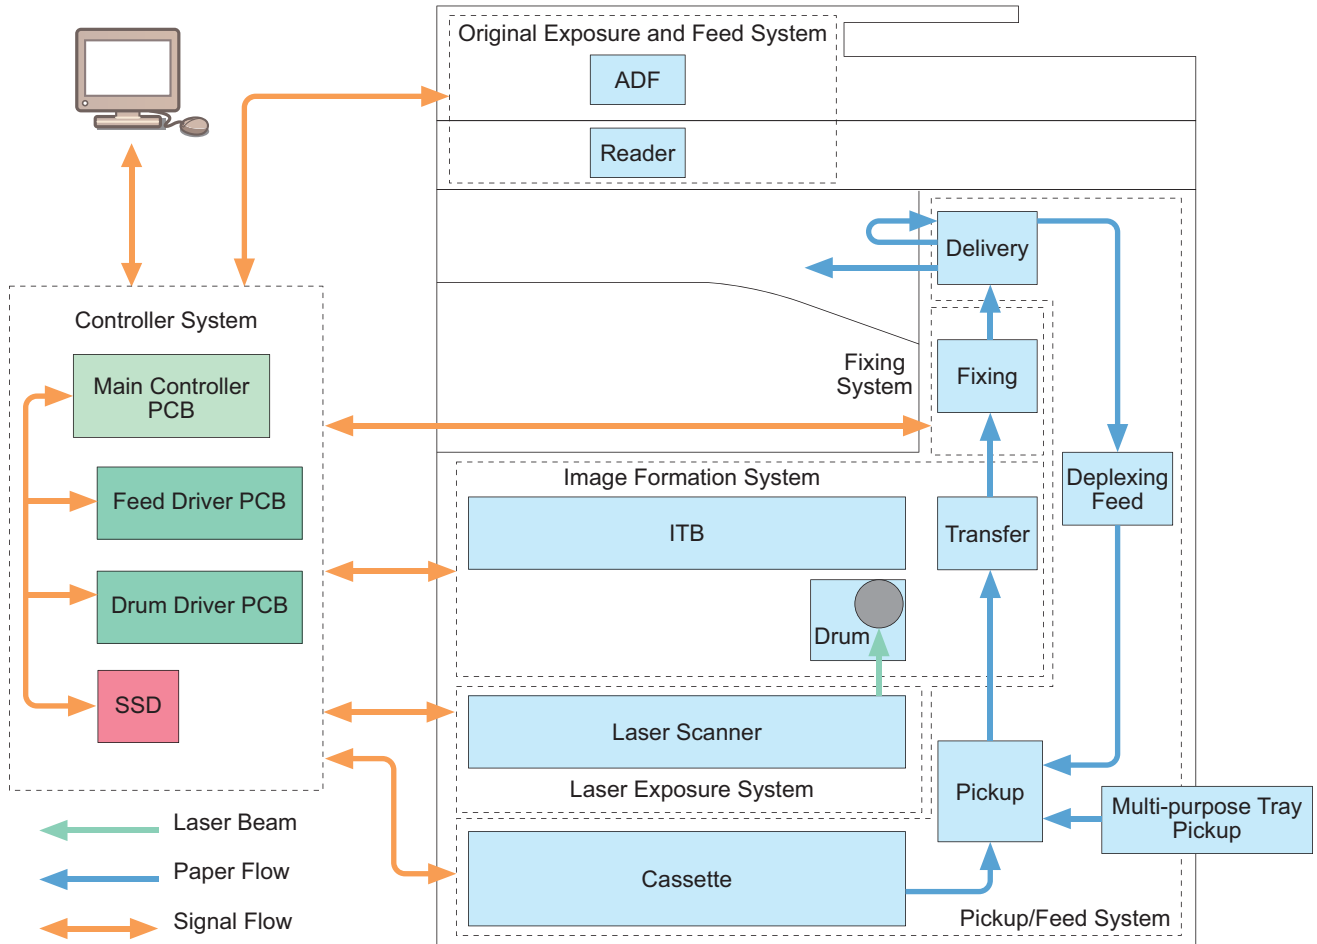 Original Exposure and Feed System
ADF
Reader
Delivery
Controller System
Main Controller
PCB
Feed Driver PCB
Drum Driver PCB
SSD
Fixing
System
Fixing
Image Formation System
ITB
Transfer
Deplexing
Feed
Drum
Laser Scanner
Laser Exposure System
Pickup
Multi-purpose Tray
Pickup
Cassette
Pickup/Feed System
Laser Beam
Paper Flow
Signal Flow